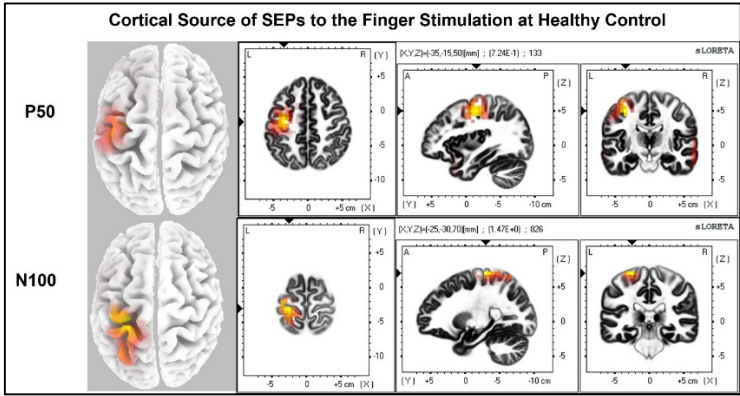 Cortical Source of SEPs to the Finger Stimulation at Healthy Control
P50
L R (Y)
+5
0
-5
-10
-5 0 +5 cm (X)
(X,Y,Z)=(-35,-15,50)[mm] ; (7.24E-1) ; 133 sLORETA
A P (Z)
+5
0
-5
(Y) +5 0 -5 -10 cm
L R (Z)
+5
0
-5
-5 0 +5 cm (X)
N100
L R (Y)
+5
0
-5
-10
-5 0 +5 cm (X)
(X,Y,Z)=(-25,-30,70)[mm] ; (1.47E+0) ; 826 sLORETA
A P (Z)
+5
0
-5
(Y) +5 0 -5 -10 cm
L R (Z)
+5
0
-5
-5 0 +5 cm (X)